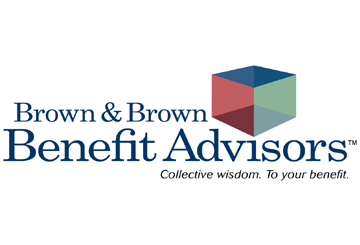 Brown & Brown
Benefit Advisors™
Collective wisdom. To your benefit.